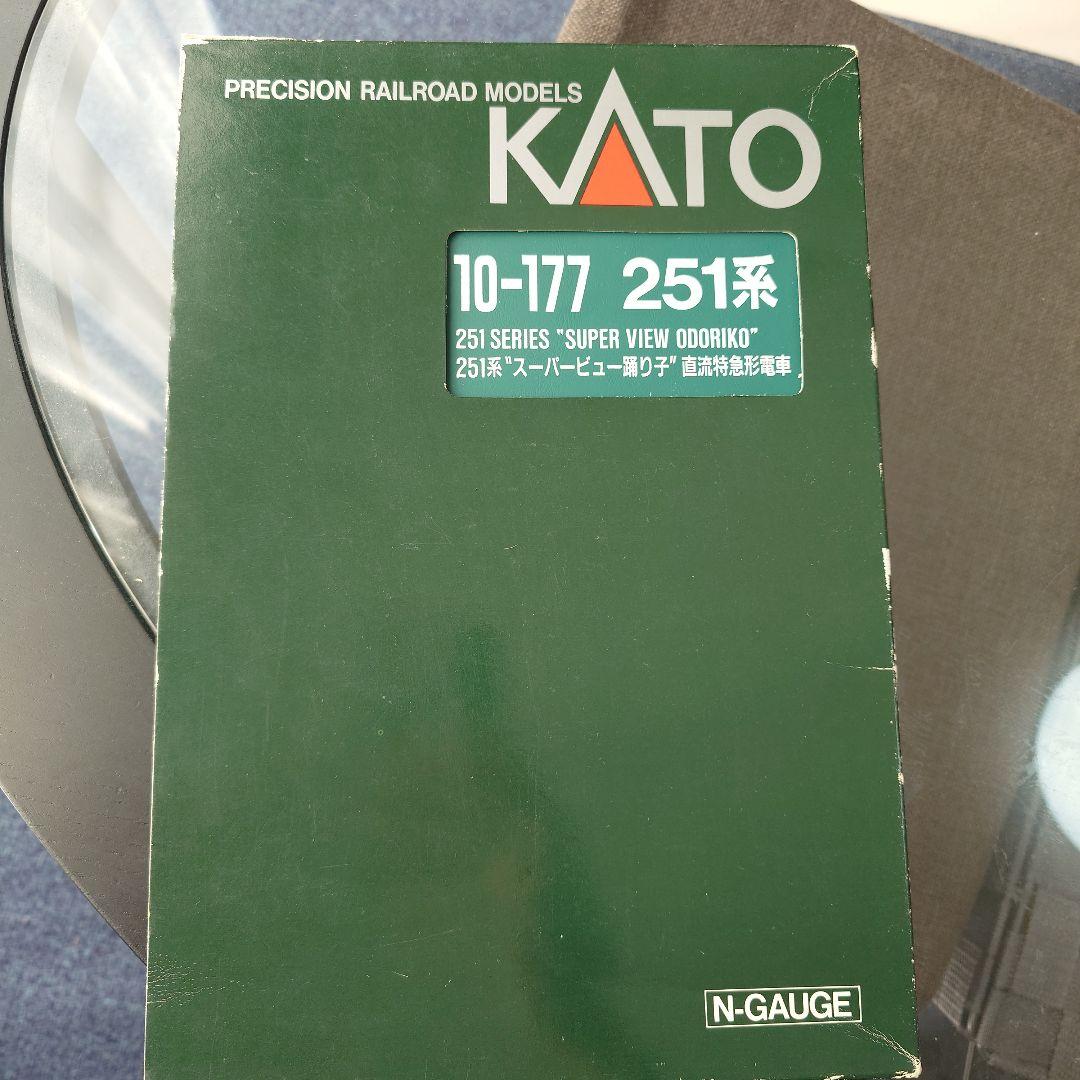 PRECISION RAILROAD MODELS
KATO
10-177 251系
251 SERIES "SUPER VIEW ODORIKO"
251系"スーパービュー踊り子"直流特急形電車
N-GAUGE